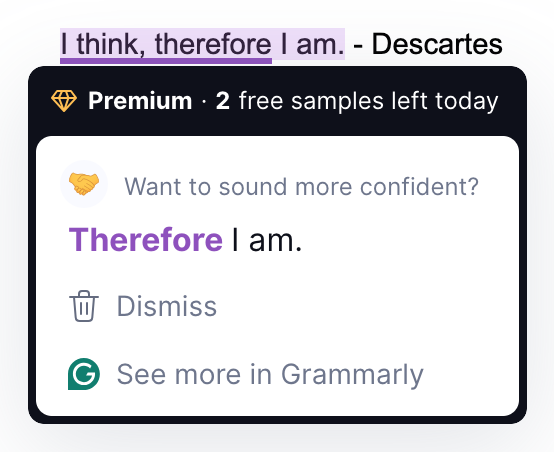 I think, therefore I am. - Descartes
Premium · 2 free samples left today
Want to sound more confident?
Therefore I am.
Dismiss
See more in Grammarly